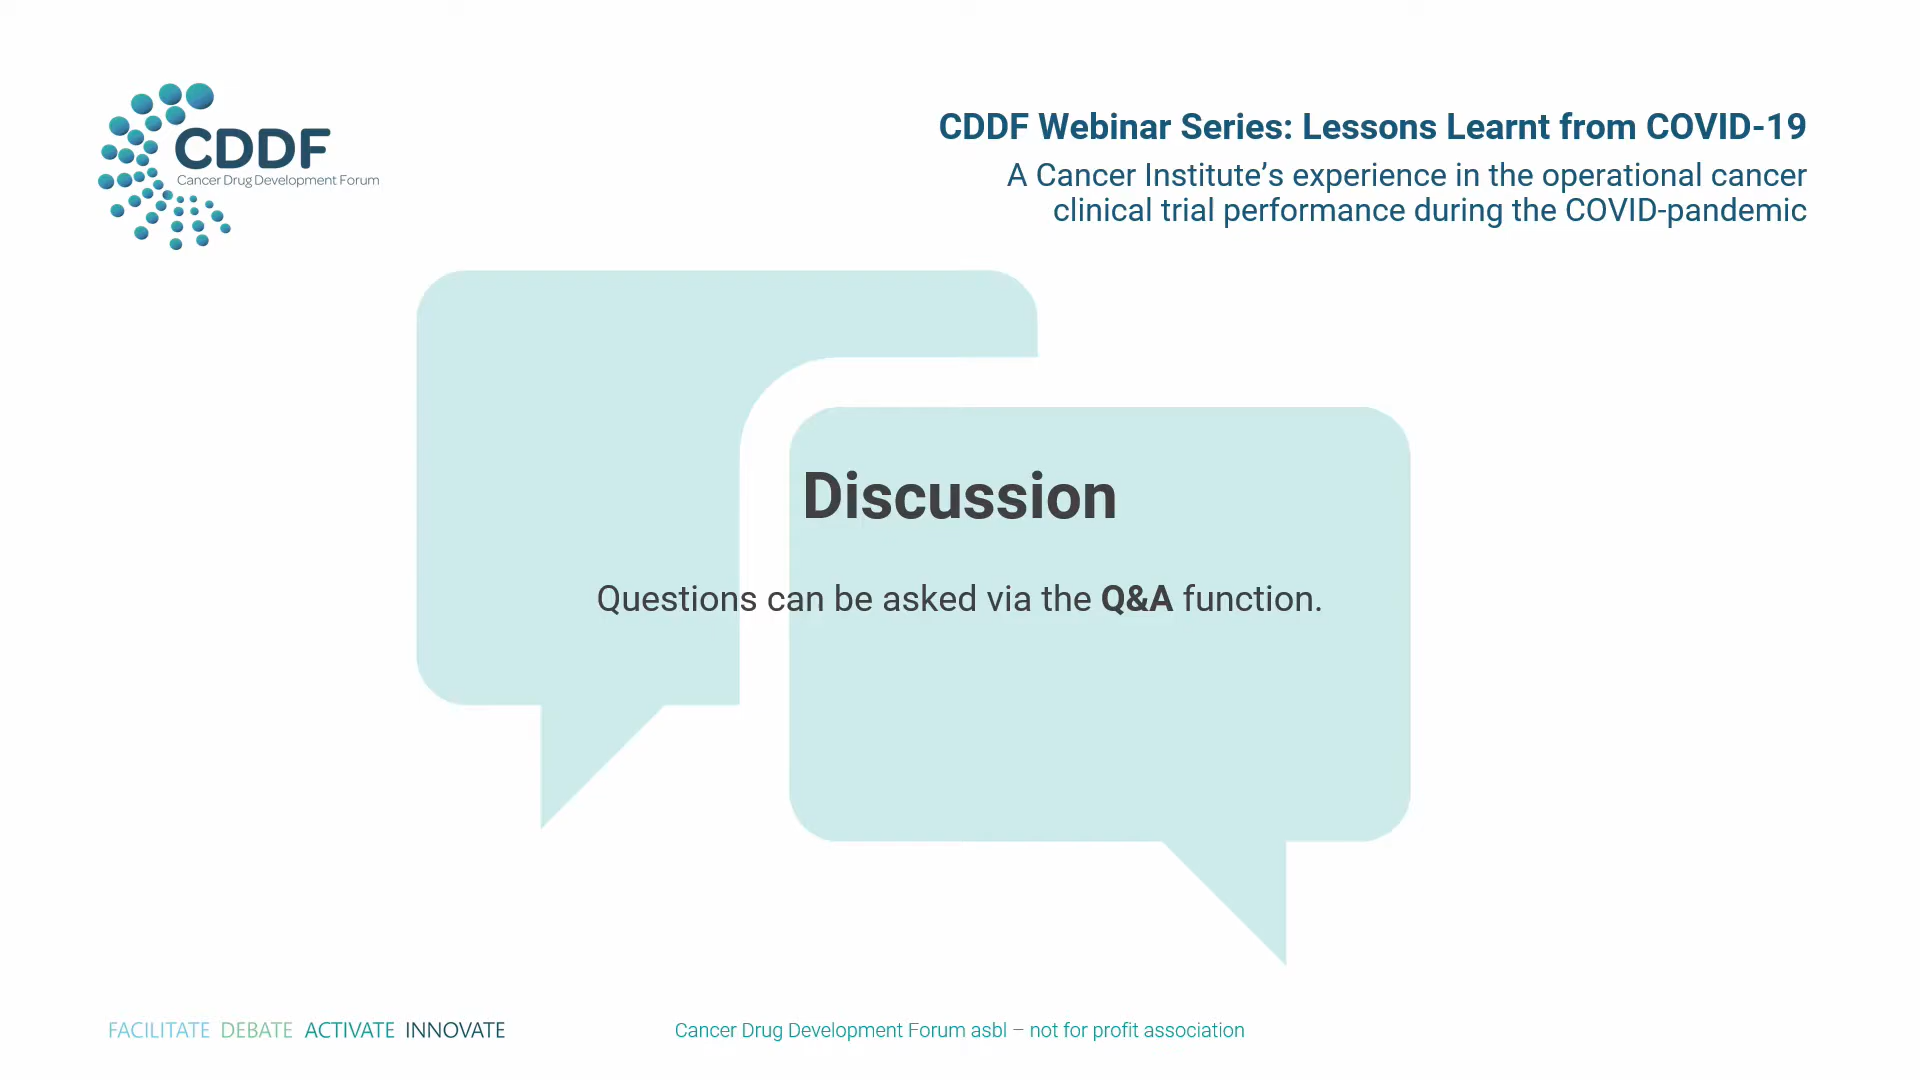 CDDF
Cancer Drug Development Forum
CDDF Webinar Series: Lessons Learnt from COVID-19
A Cancer Institute’s experience in the operational cancer
clinical trial performance during the COVID-pandemic
Discussion
Questions can be asked via the Q&A function.
FACILITATE DEBATE ACTIVATE INNOVATE
Cancer Drug Development Forum asbl – not for profit association